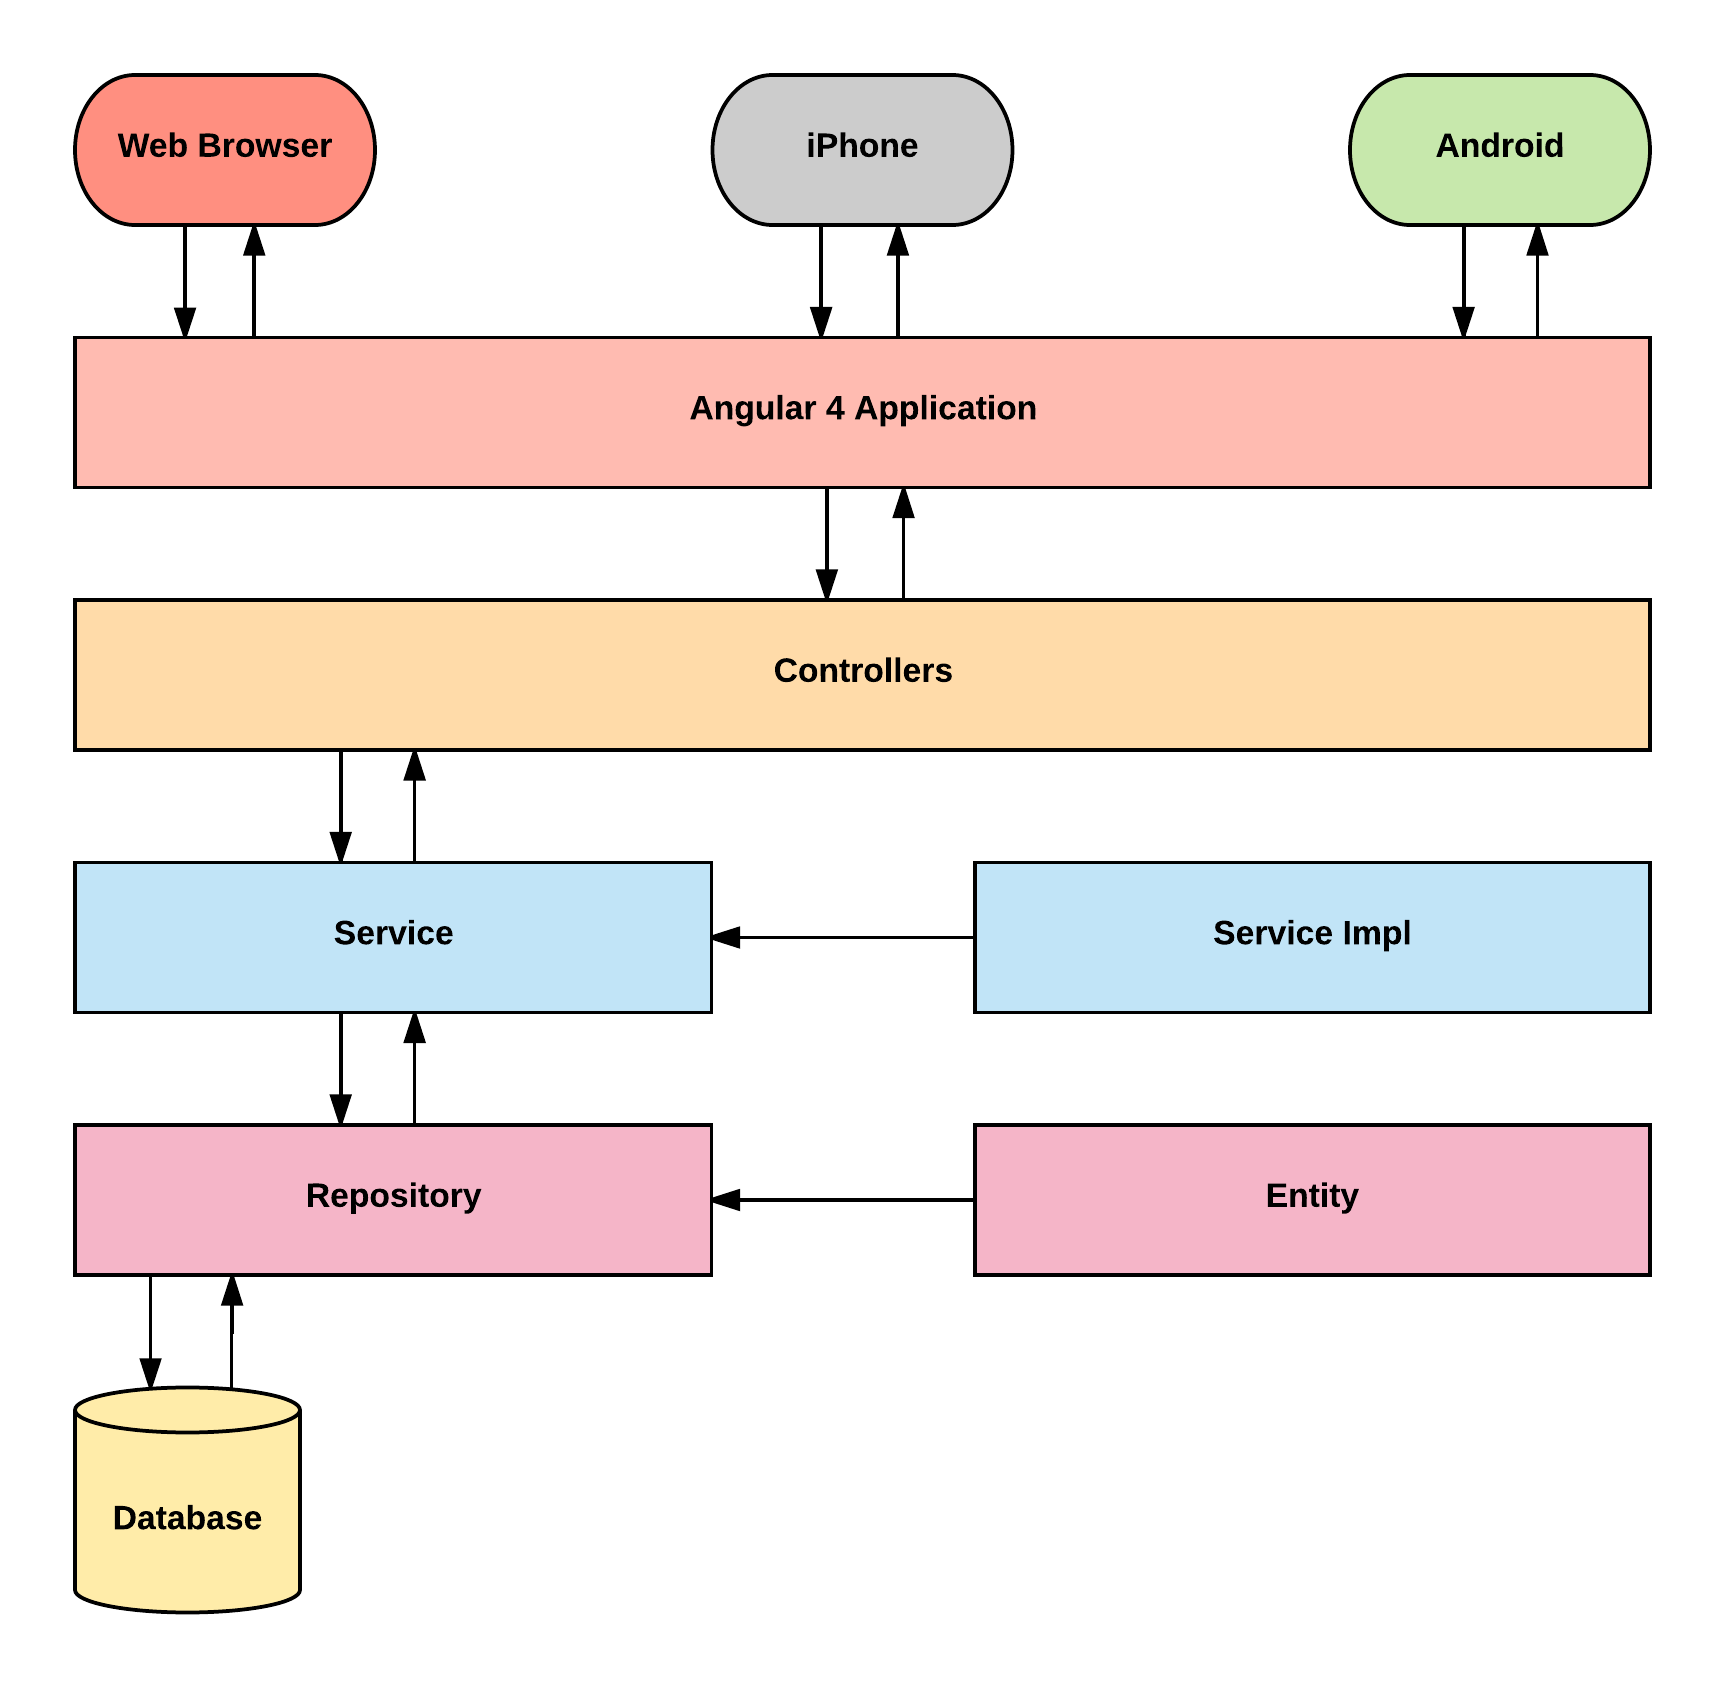 Web Browser
iPhone
Android
Angular 4 Application
Controllers
Service
Service Impl
Repository
Entity
Database